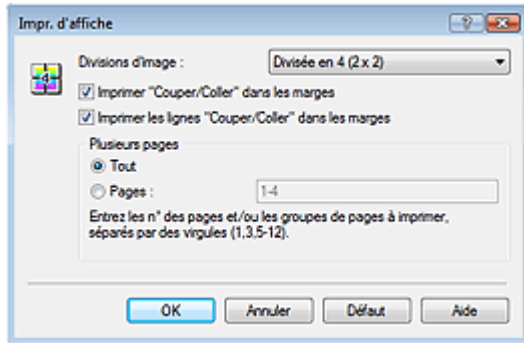 Impr. d'affiche
Divisions d'image :
Divisée en 4 (2 x 2)
Imprimer "Couper/Coller" dans les marges
Imprimer les lignes "Couper/Coller" dans les marges
Plusieurs pages
Tout
Pages :
1-4
Entrez les n° des pages et/ou les groupes de pages à imprimer,
séparés par des virgules (1,3,5-12).
OK
Annuler
Défaut
Aide